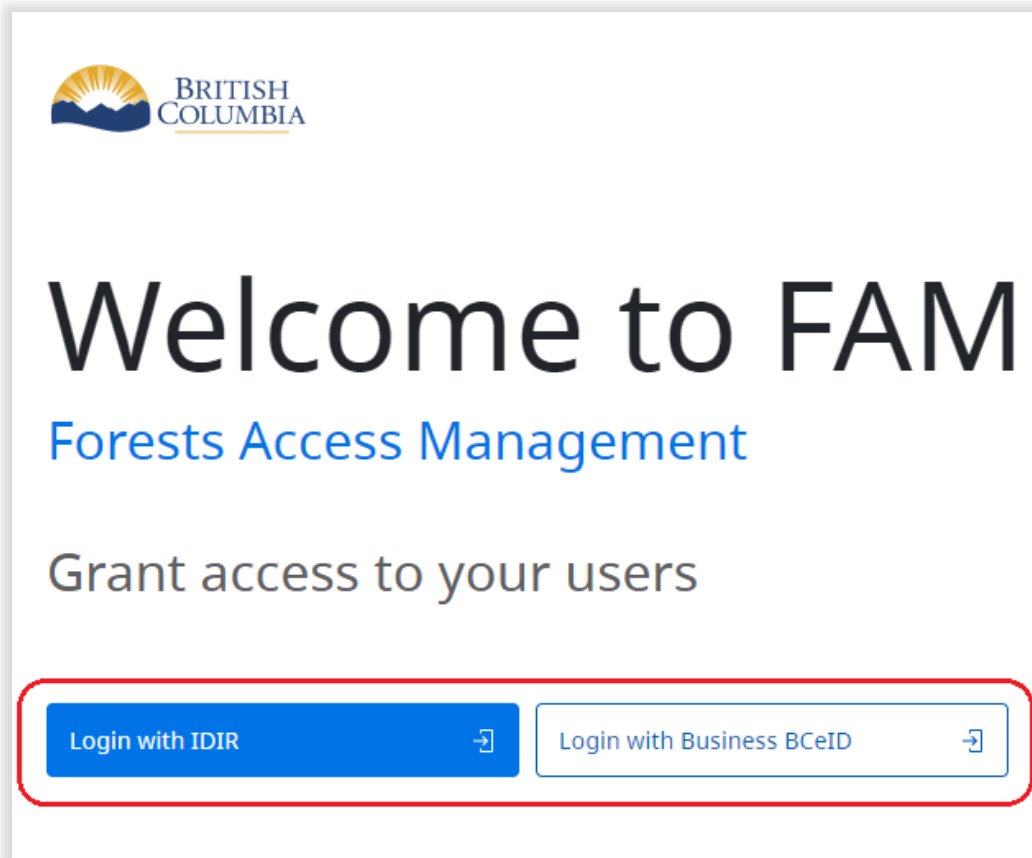 BRITISH
COLUMBIA
Welcome to FAM
Forests Access Management
Grant access to your users
Login with IDIR
Login with Business BCeID